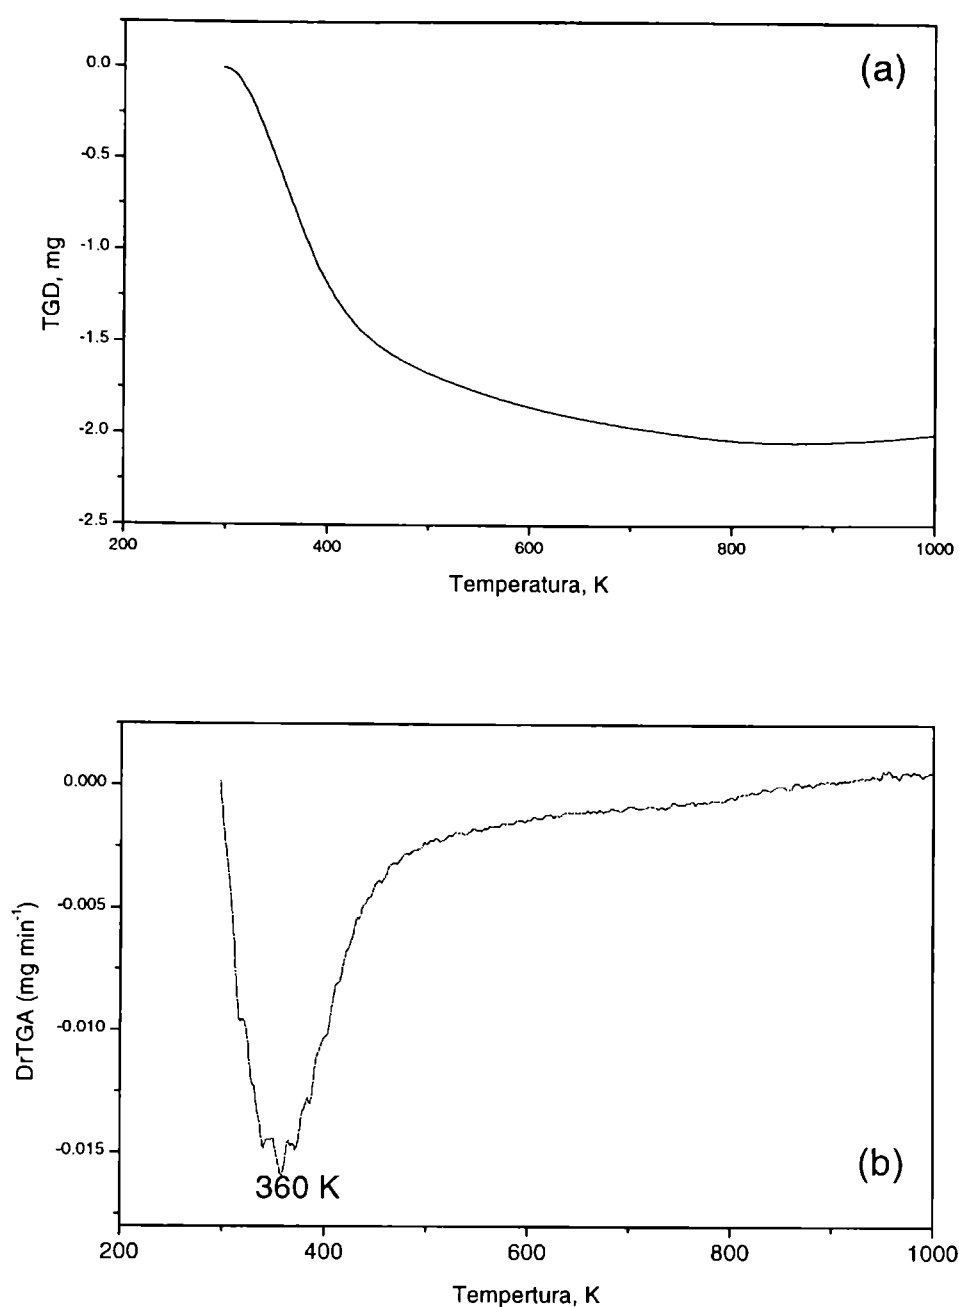 (a)
0.0
-0.5
-1.0
-1.5
-2.0
-2.5
TGD, mg
200 400 600 800 1000
Temperatura, K
0.000
-0.005
-0.010
-0.015
DrTGA (mg min⁻¹)
360 K
(b)
200 400 600 800 1000
Tempertura, K